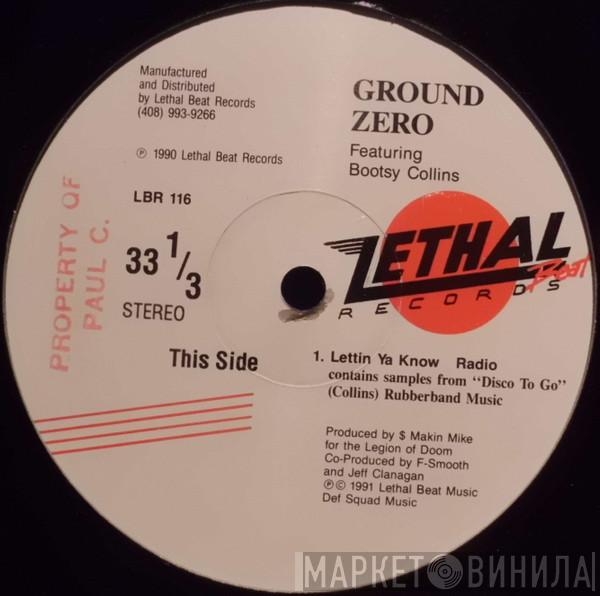 Manufactured
and Distributed
by Lethal Beat Records
(408) 993-9266
℗ 1990 Lethal Beat Records
LBR 116
33 1/3
STEREO
PROPERTY OF
PAUL C.
This Side
GROUND
ZERO
Featuring
Bootsy Collins
LETHAL
Beat
RECORDS
1. Lettin Ya Know Radio
contains samples from "Disco To Go"
(Collins) Rubberband Music
Produced by $ Makin Mike
for the Legion of Doom
Co-Produced by F-Smooth
and Jeff Clanagan
℗© 1991 Lethal Beat Music
Def Squad Music
МАРКЕТ ВИНИЛА